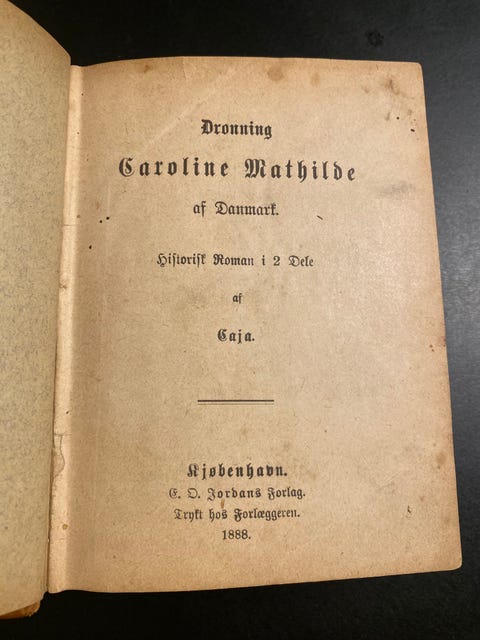 Dronning
Caroline Mathilde
af Danmark.
Historisk Roman i 2 Dele
af
Caja.
Kjøbenhavn.
E. O. Jordans Forlag.
Trykt hos Forlæggeren.
1888.